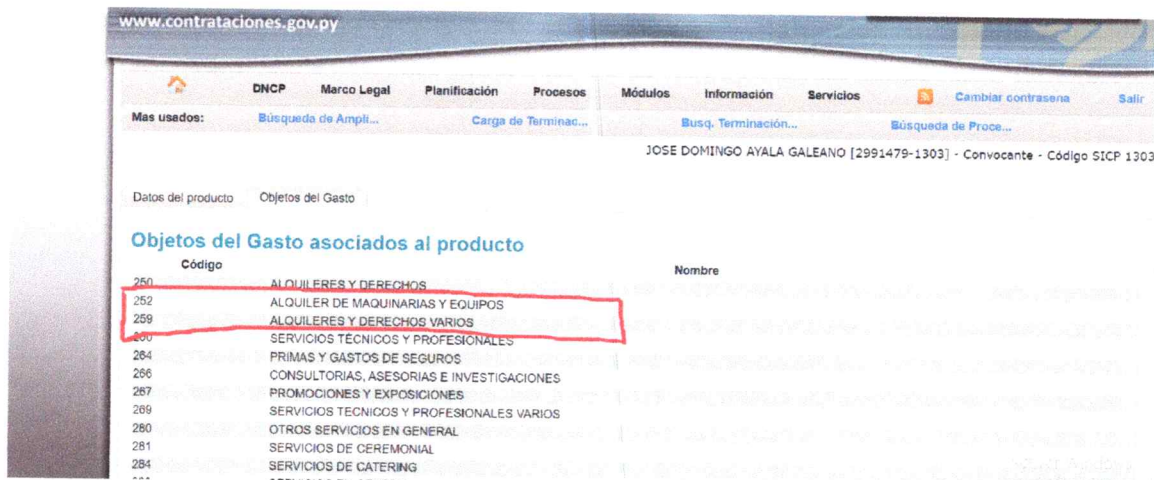 www.contrataciones.gov.py
DNCP Marco Legal Planificación Procesos Módulos Información Servicios Cambiar contrasena Salir
Mas usados: Búsqueda de Ampli... Carga de Terminac... Busq. Terminación... Búsqueda de Proce...
JOSE DOMINGO AYALA GALEANO [2991479-1303] - Convocante - Código SICP 1303
Datos del producto Objetos del Gasto
Objetos del Gasto asociados al producto
Código Nombre
250 ALQUILERES Y DERECHOS
252 ALQUILER DE MAQUINARIAS Y EQUIPOS
259 ALQUILERES Y DERECHOS VARIOS
260 SERVICIOS TECNICOS Y PROFESIONALES
264 PRIMAS Y GASTOS DE SEGUROS
266 CONSULTORIAS, ASESORIAS E INVESTIGACIONES
267 PROMOCIONES Y EXPOSICIONES
269 SERVICIOS TECNICOS Y PROFESIONALES VARIOS
280 OTROS SERVICIOS EN GENERAL
281 SERVICIOS DE CEREMONIAL
284 SERVICIOS DE CATERING